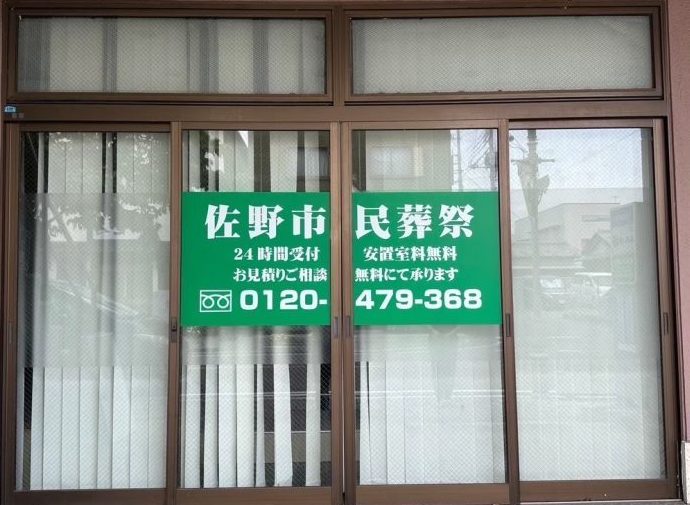 佐野市民葬祭
24時間受付 安置室料無料
お見積りご相談無料にて承ります
0120-479-368